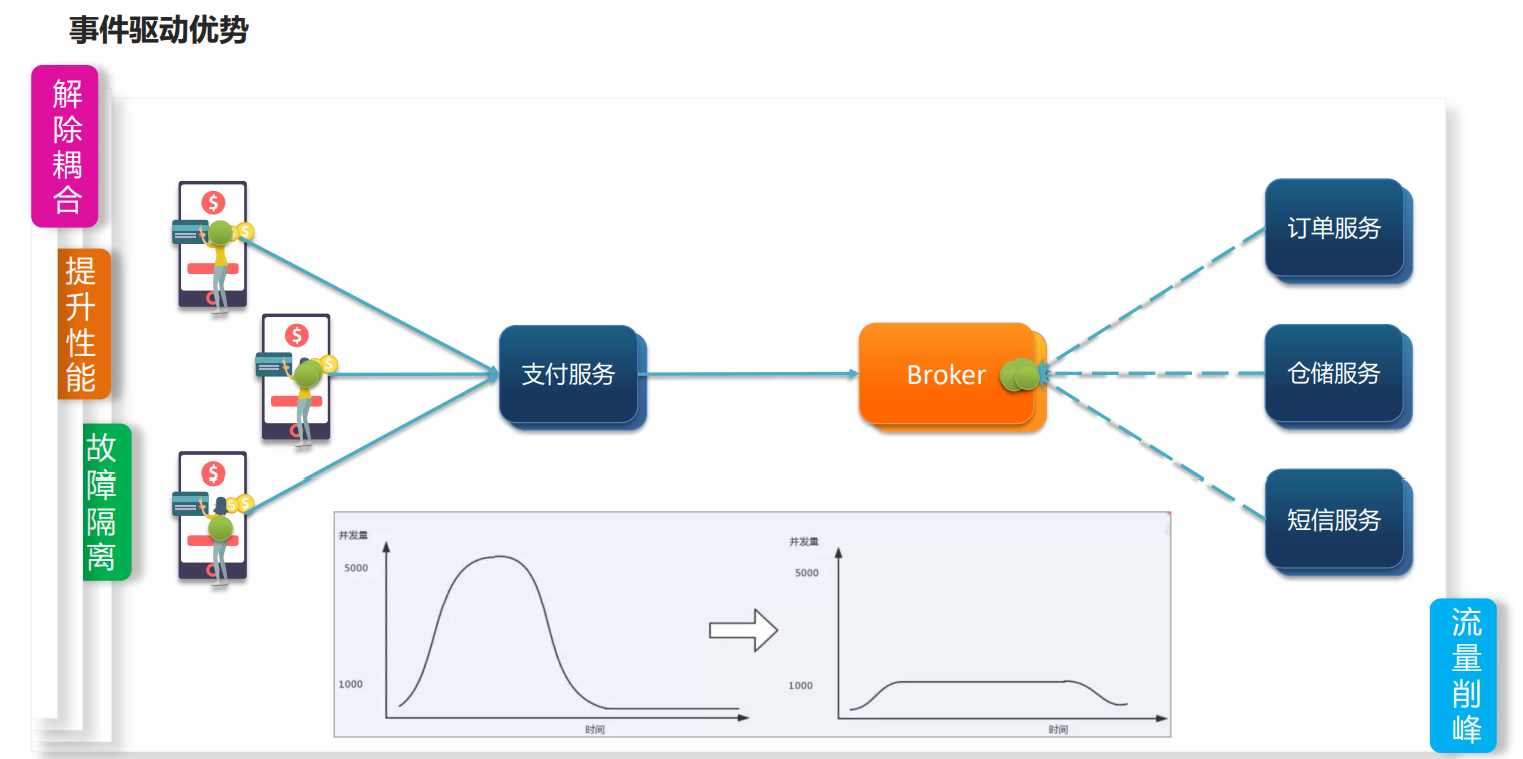 事件驱动优势
解除耦合
提升性能
故障隔离
$
$
$
$
$
$
$
$
支付服务
Broker
订单服务
仓储服务
短信服务
并发量
5000
1000
时间
并发量
5000
1000
时间
流量削峰